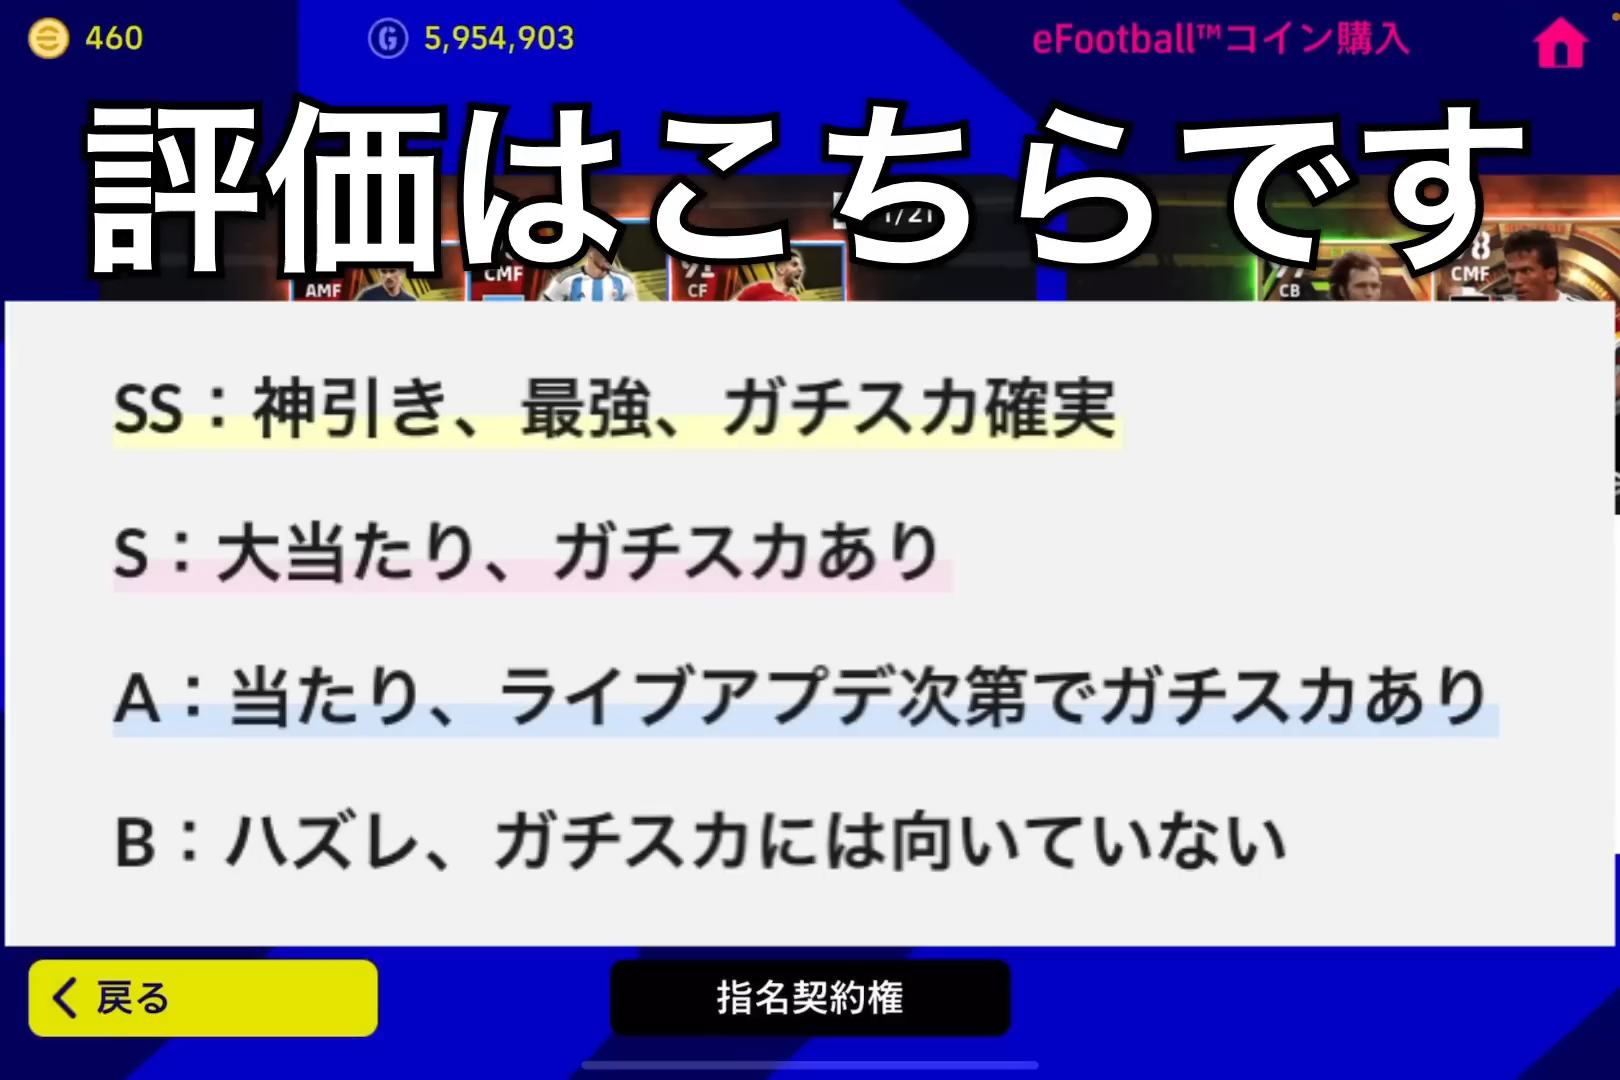 460
5,954,903
eFootball™コイン購入
評価はこちらです
1/21
AMF
CMF
91
CF
CB
CMF
SS：神引き、最強、ガチスカ確実
S：大当たり、ガチスカあり
A：当たり、ライブアプデ次第でガチスカあり
B：ハズレ、ガチスカには向いていない
戻る
指名契約権